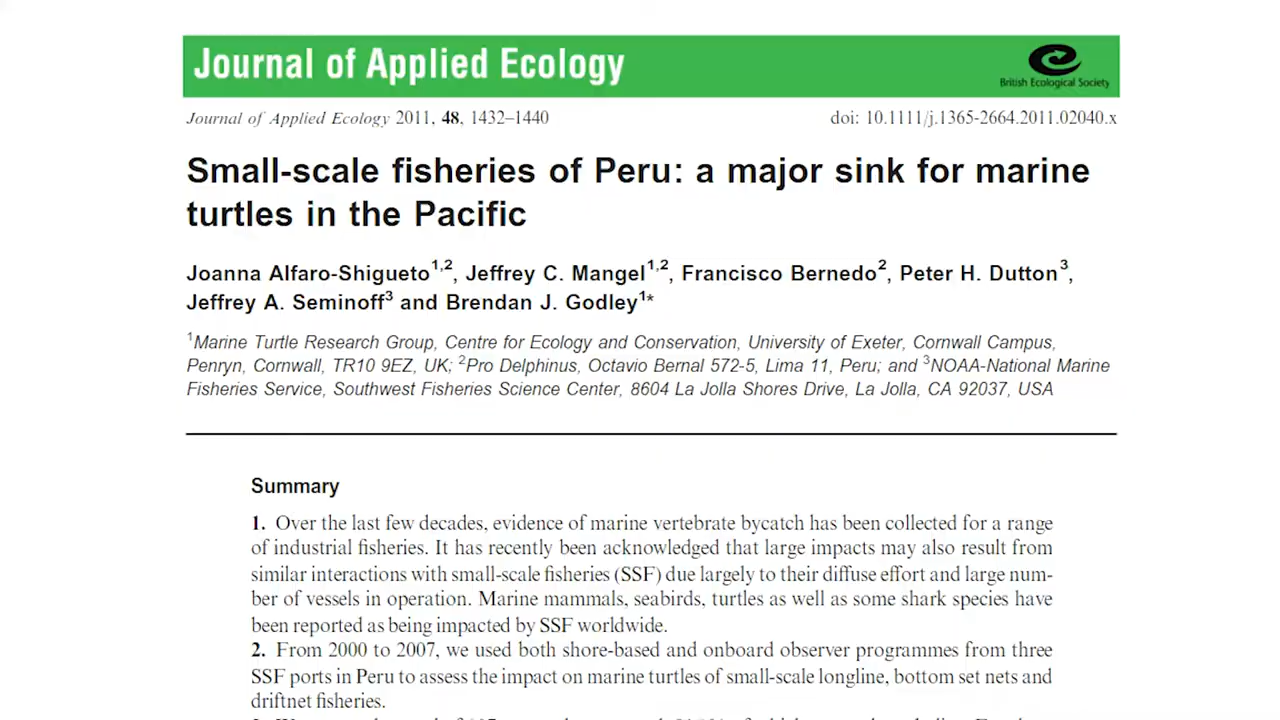 Journal of Applied Ecology
British Ecological Society
Journal of Applied Ecology 2011, 48, 1432–1440
doi: 10.1111/j.1365-2664.2011.02040.x
Small-scale fisheries of Peru: a major sink for marine
turtles in the Pacific
Joanna Alfaro-Shigueto1,2, Jeffrey C. Mangel1,2, Francisco Bernedo2, Peter H. Dutton3,
Jeffrey A. Seminoff3 and Brendan J. Godley1*
1Marine Turtle Research Group, Centre for Ecology and Conservation, University of Exeter, Cornwall Campus,
Penryn, Cornwall, TR10 9EZ, UK; 2Pro Delphinus, Octavio Bernal 572-5, Lima 11, Peru; and 3NOAA-National Marine
Fisheries Service, Southwest Fisheries Science Center, 8604 La Jolla Shores Drive, La Jolla, CA 92037, USA
Summary
1. Over the last few decades, evidence of marine vertebrate bycatch has been collected for a range
of industrial fisheries. It has recently been acknowledged that large impacts may also result from
similar interactions with small-scale fisheries (SSF) due largely to their diffuse effort and large num-
ber of vessels in operation. Marine mammals, seabirds, turtles as well as some shark species have
been reported as being impacted by SSF worldwide.
2. From 2000 to 2007, we used both shore-based and onboard observer programmes from three
SSF ports in Peru to assess the impact on marine turtles of small-scale longline, bottom set nets and
driftnet fisheries.